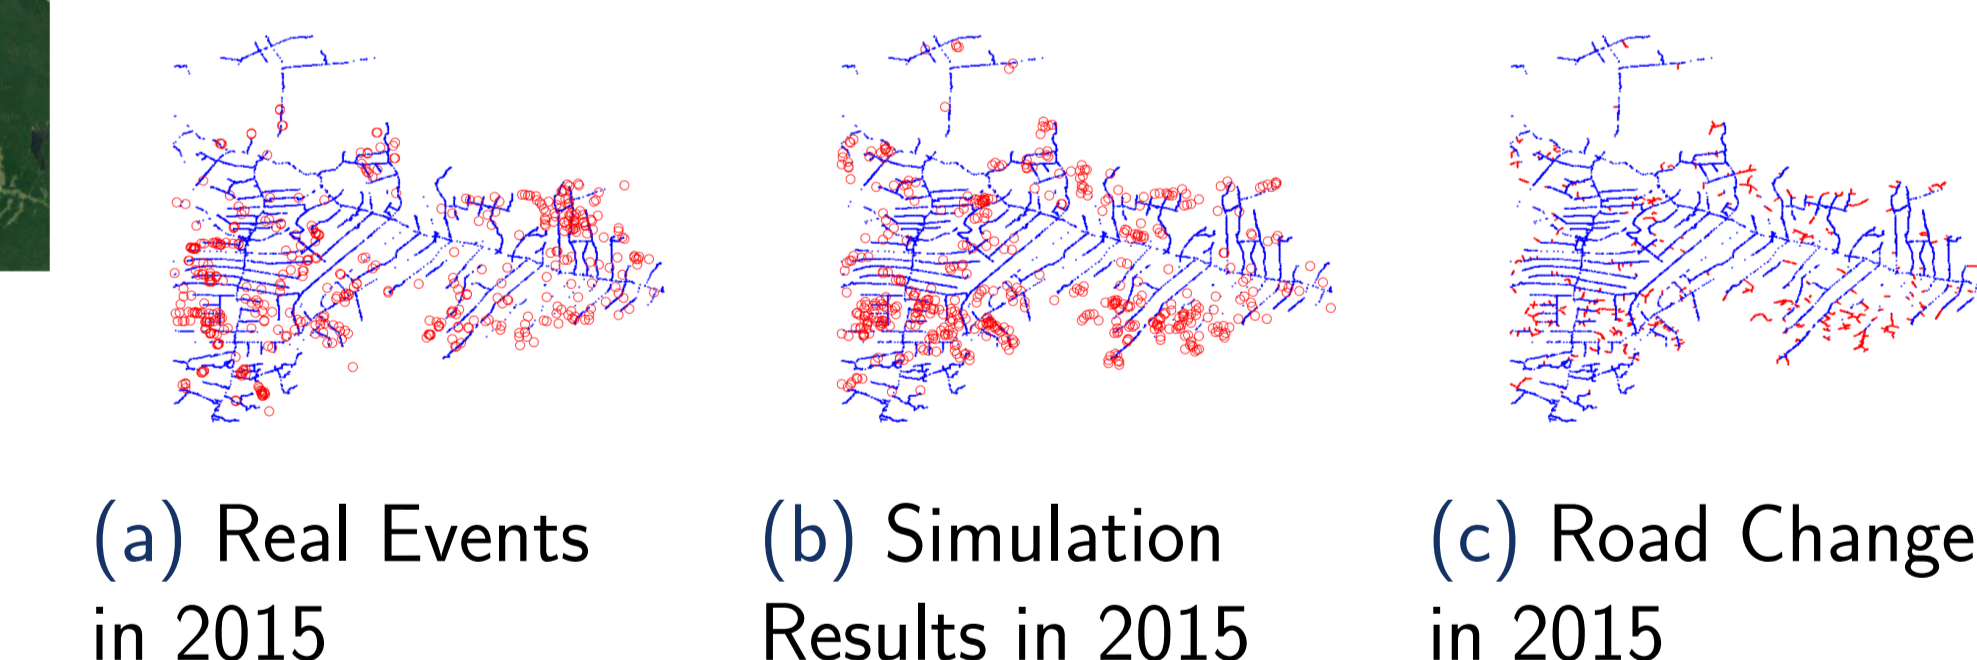 (a) Real Events
in 2015
(b) Simulation
Results in 2015
(c) Road Change
in 2015